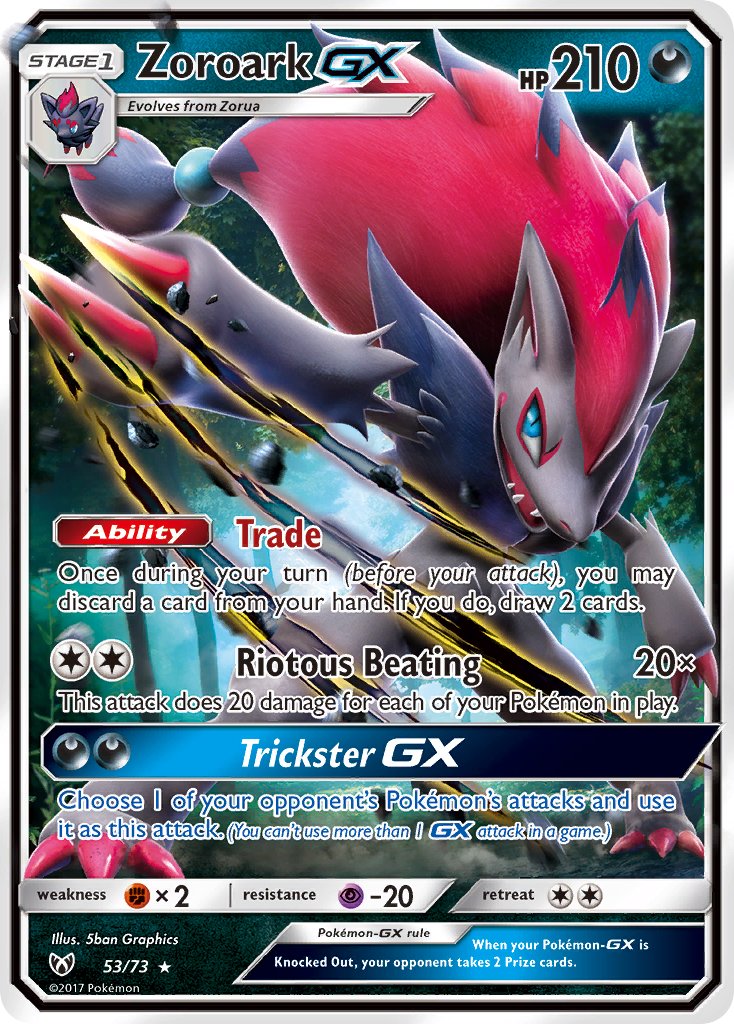 STAGE1
Zoroark GX
HP210
Evolves from Zorua
Ability Trade
Once during your turn (before your attack), you may
discard a card from your hand. If you do, draw 2 cards.
Riotous Beating 20×
This attack does 20 damage for each of your Pokémon in play.
Trickster GX
Choose 1 of your opponent's Pokémon's attacks and use
it as this attack. (You can't use more than 1 GX attack in a game.)
weakness ×2 resistance -20 retreat
Illus. 5ban Graphics
53/73 ★
©2017 Pokémon
Pokémon-GX rule
When your Pokémon-GX is
Knocked Out, your opponent takes 2 Prize cards.